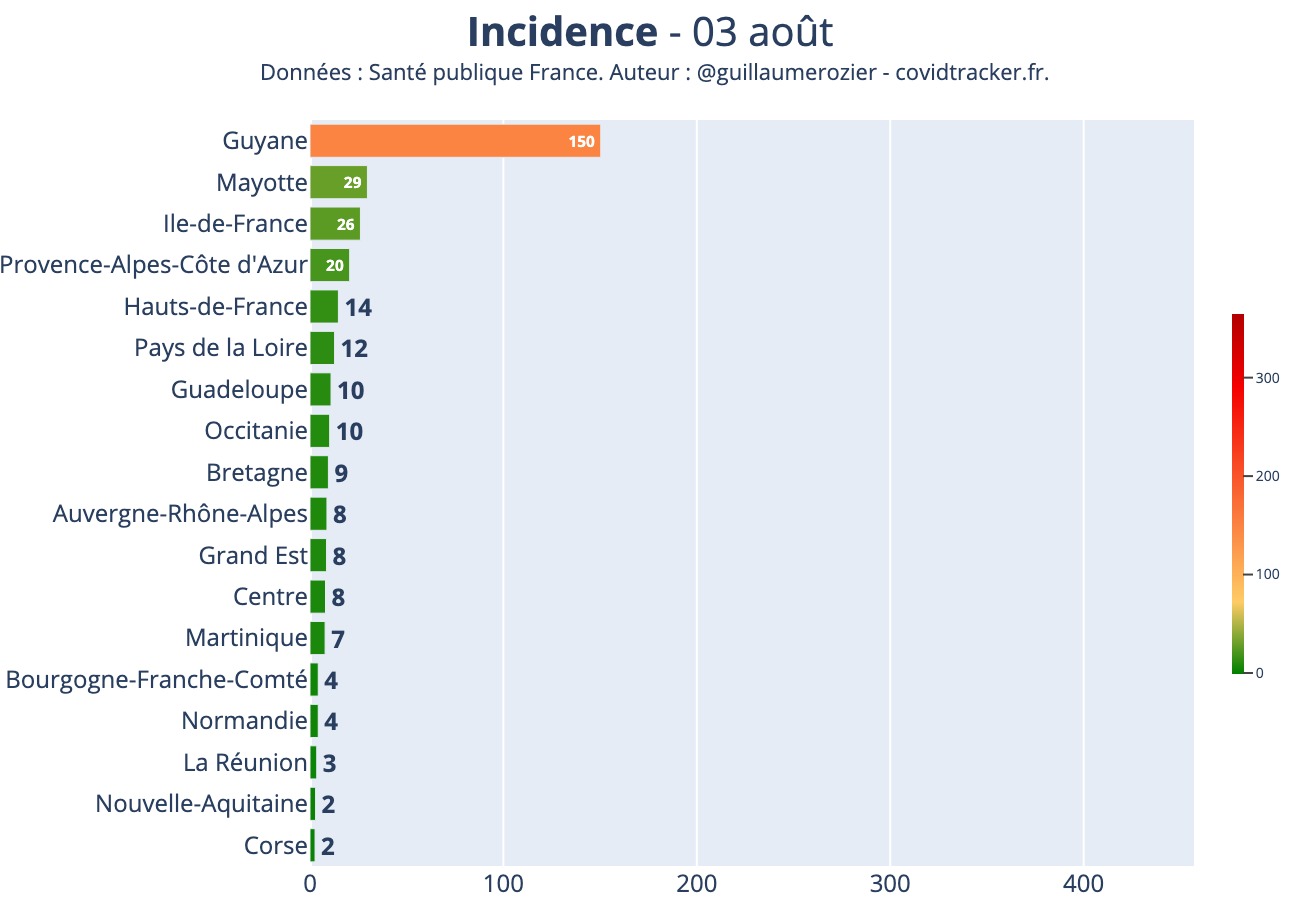 Incidence - 03 août
Données : Santé publique France. Auteur : @guillaumerozier - covidtracker.fr.
Guyane 150
Mayotte 29
Ile-de-France 26
Provence-Alpes-Côte d'Azur 20
Hauts-de-France 14
Pays de la Loire 12
Guadeloupe 10
Occitanie 10
Bretagne 9
Auvergne-Rhône-Alpes 8
Grand Est 8
Centre 8
Martinique 7
Bourgogne-Franche-Comté 4
Normandie 4
La Réunion 3
Nouvelle-Aquitaine 2
Corse 2
0 100 200 300 400
300
200
100
0